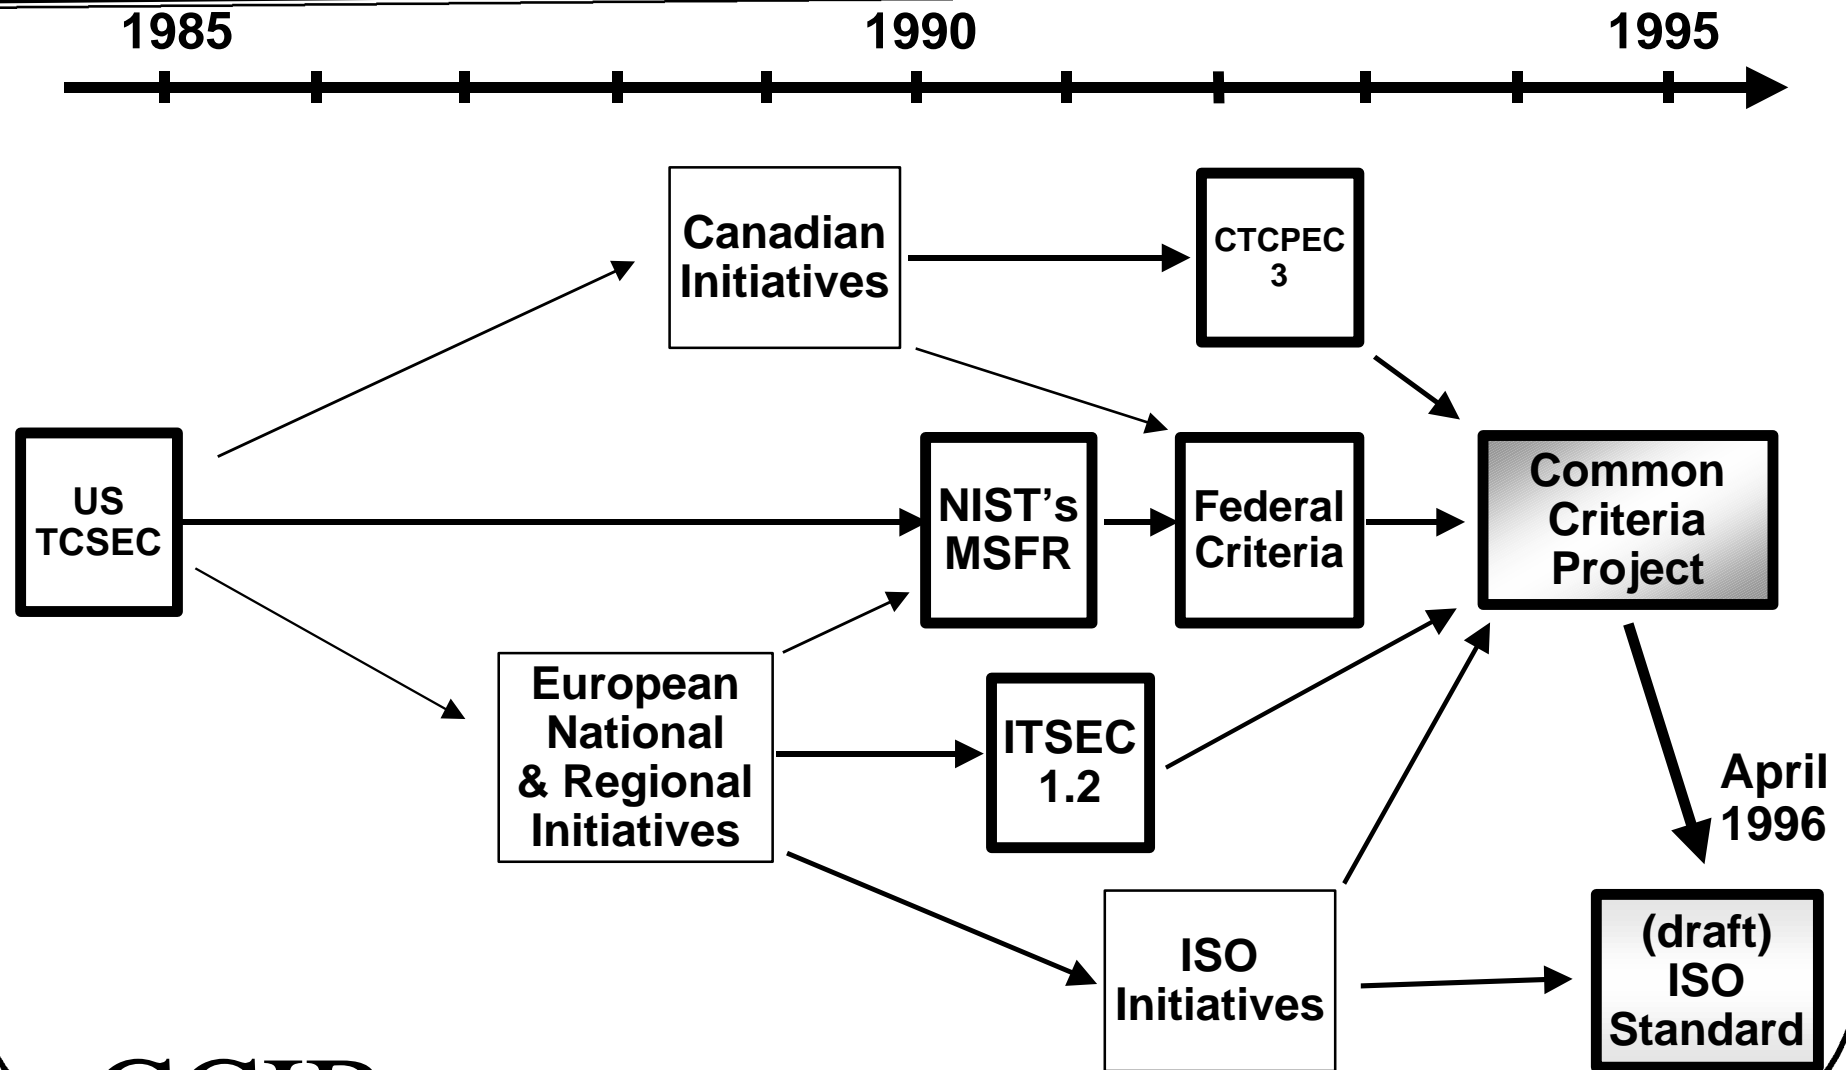 1985
1990
1995
Canadian
Initiatives
CTCPEC
3
US
TCSEC
NIST’s
MSFR
Federal
Criteria
Common
Criteria
Project
European
National
& Regional
Initiatives
ITSEC
1.2
April
1996
ISO
Initiatives
(draft)
ISO
Standard